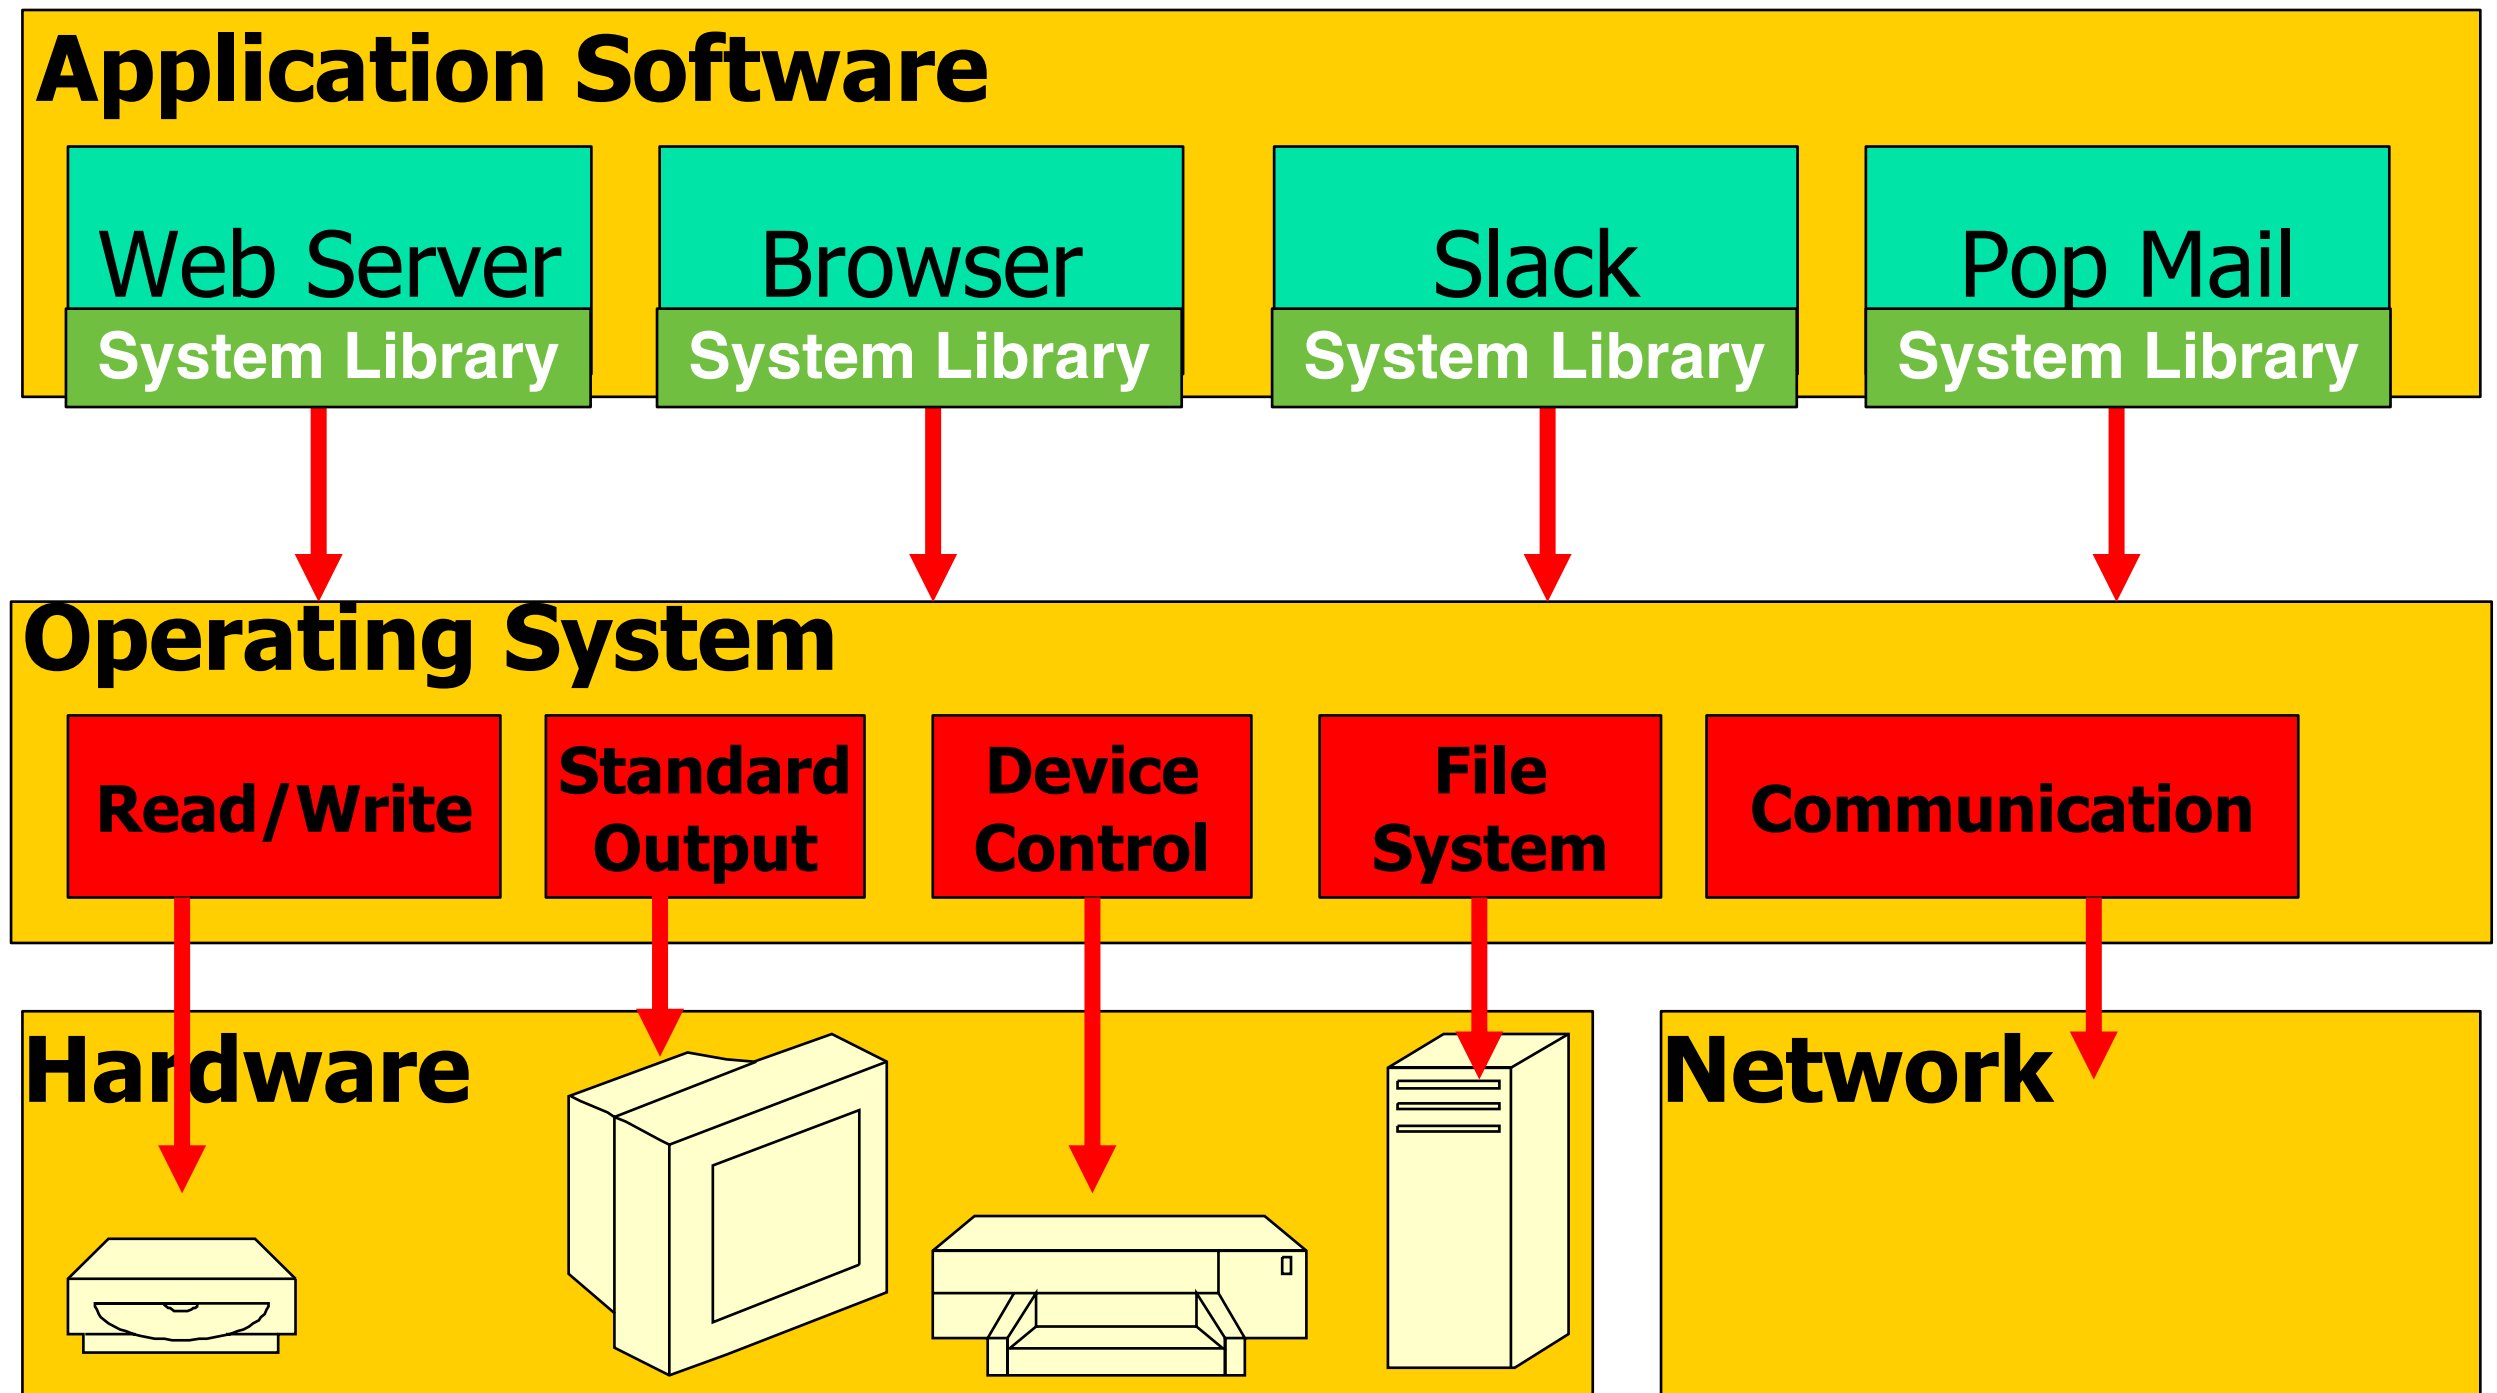 Application Software
Web Server
Browser
Slack
Pop Mail
System Library
System Library
System Library
System Library
Operating System
Read/Write
Standard
Output
Device
Control
File
System
Communication
Hardware
Network